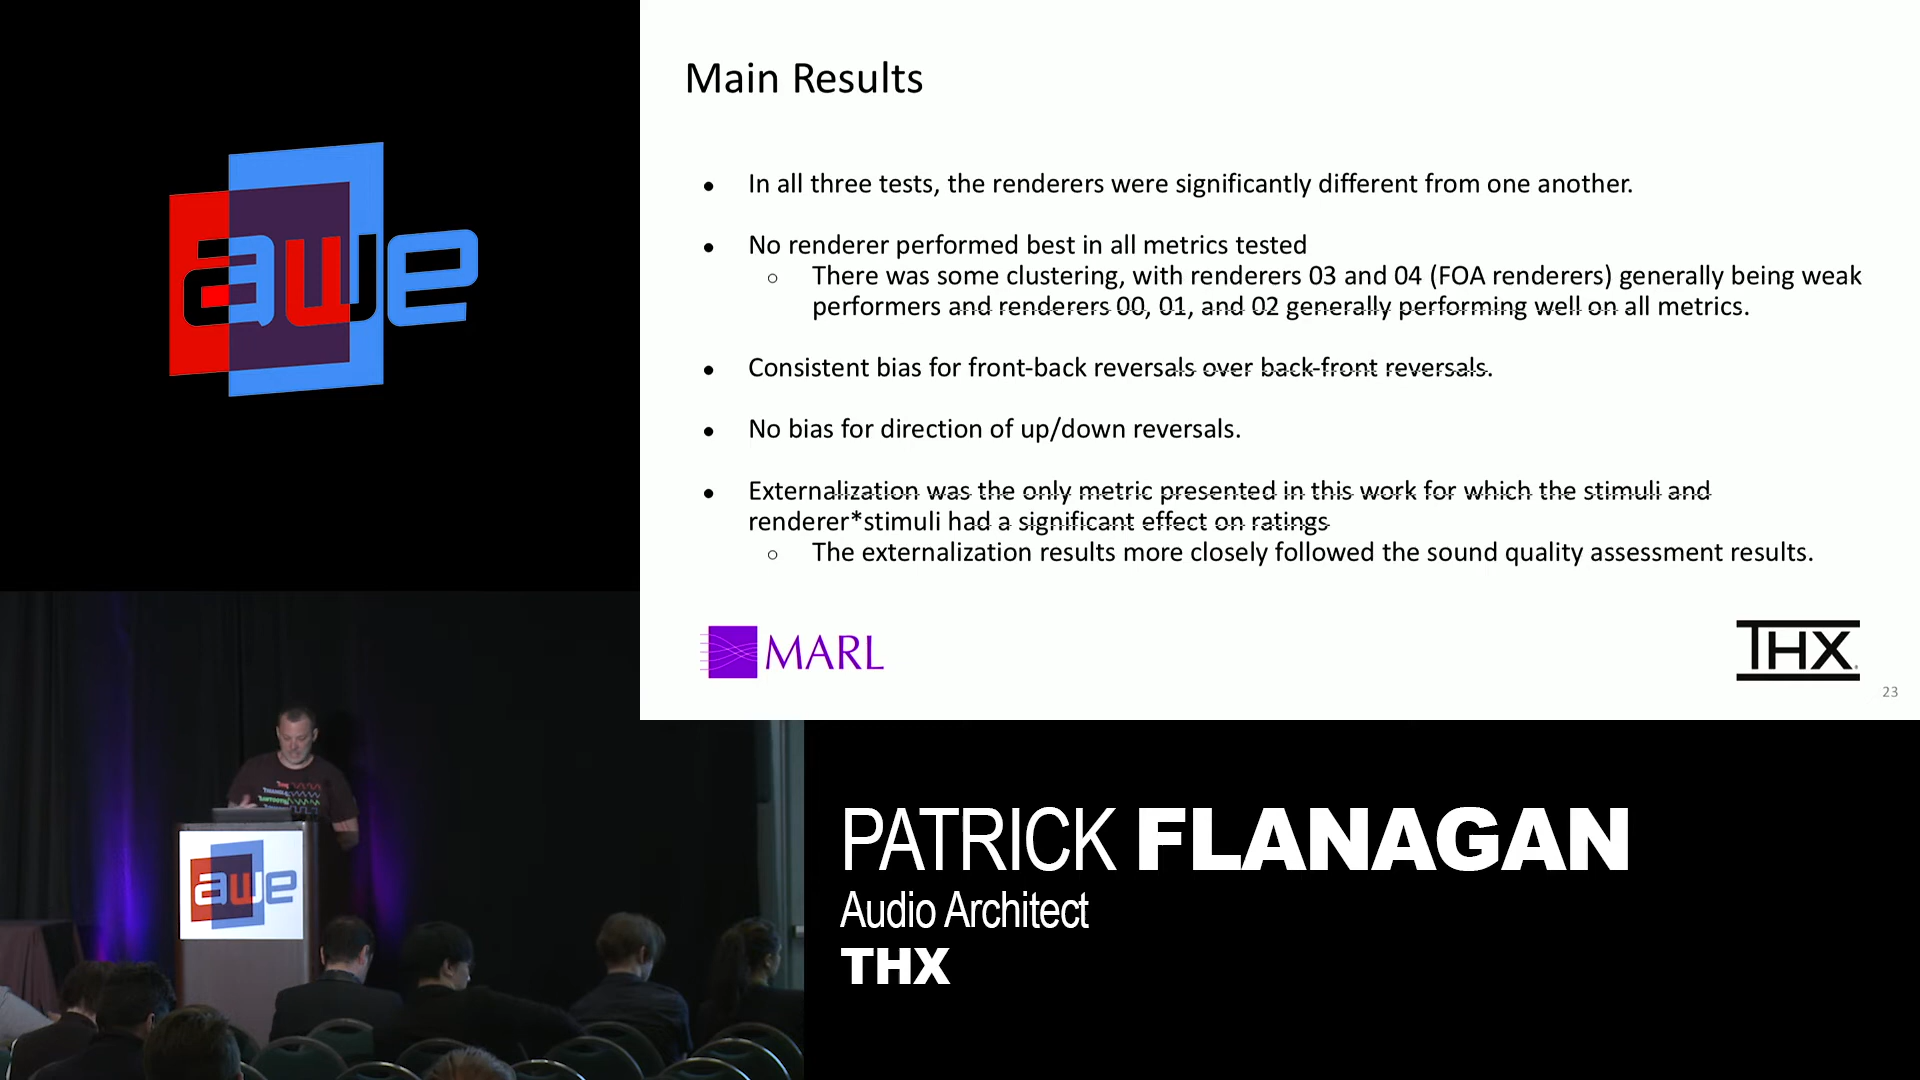 awe
Main Results
● In all three tests, the renderers were significantly different from one another.
● No renderer performed best in all metrics tested
○ There was some clustering, with renderers 03 and 04 (FOA renderers) generally being weak
performers and renderers 00, 01, and 02 generally performing well on all metrics.
● Consistent bias for front-back reversals over back-front reversals.
● No bias for direction of up/down reversals.
● Externalization was the only metric presented in this work for which the stimuli and
renderer*stimuli had a significant effect on ratings
○ The externalization results more closely followed the sound quality assessment results.
MARL
THX
23
awe
PATRICK FLANAGAN
Audio Architect
THX